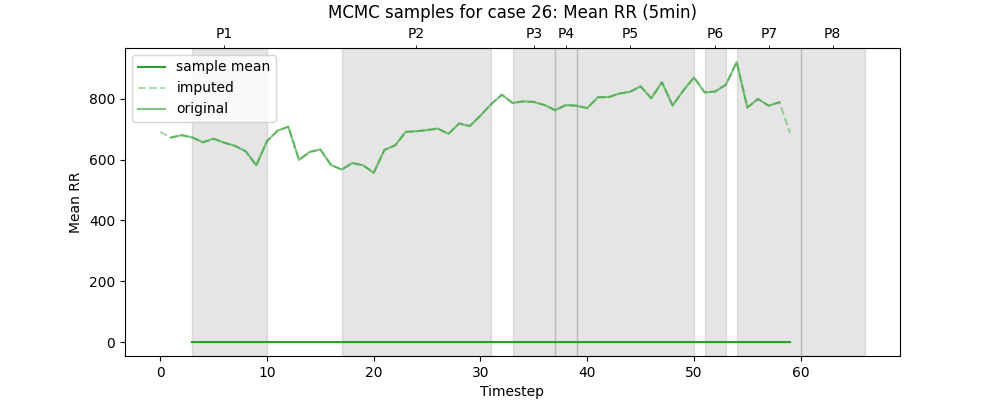 MCMC samples for case 26: Mean RR (5min)
P1 P2 P3 P4 P5 P6 P7 P8
sample mean
imputed
original
800
600
400
200
0
Mean RR
0 10 20 30 40 50 60
Timestep